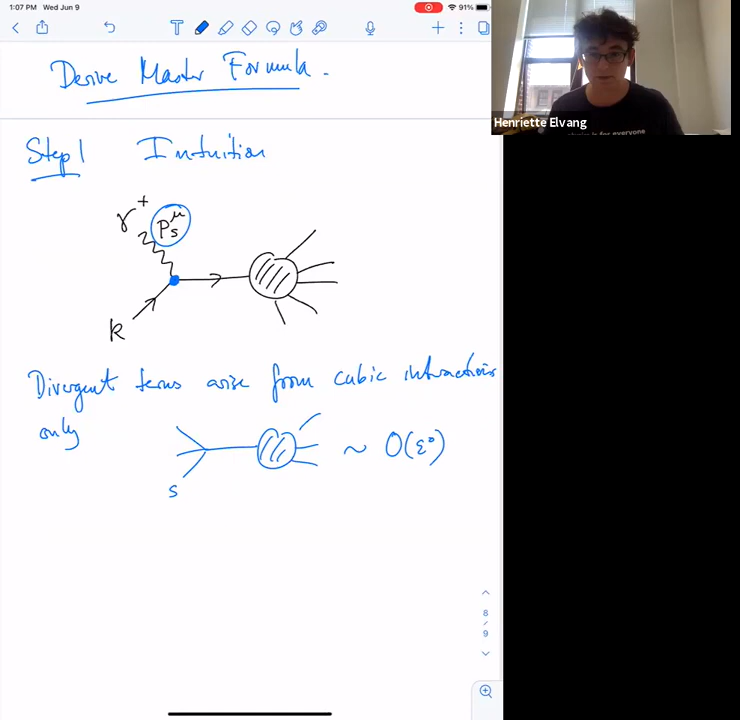 1:07 PM Wed Jun 9
91%
Derive Master Formula.
Henriette Elvang
Step 1 Intuition
γ+
Psμ
k
Divergent terms arise from cubic interactions
only
~ O(ε⁰)
s
8
/
9